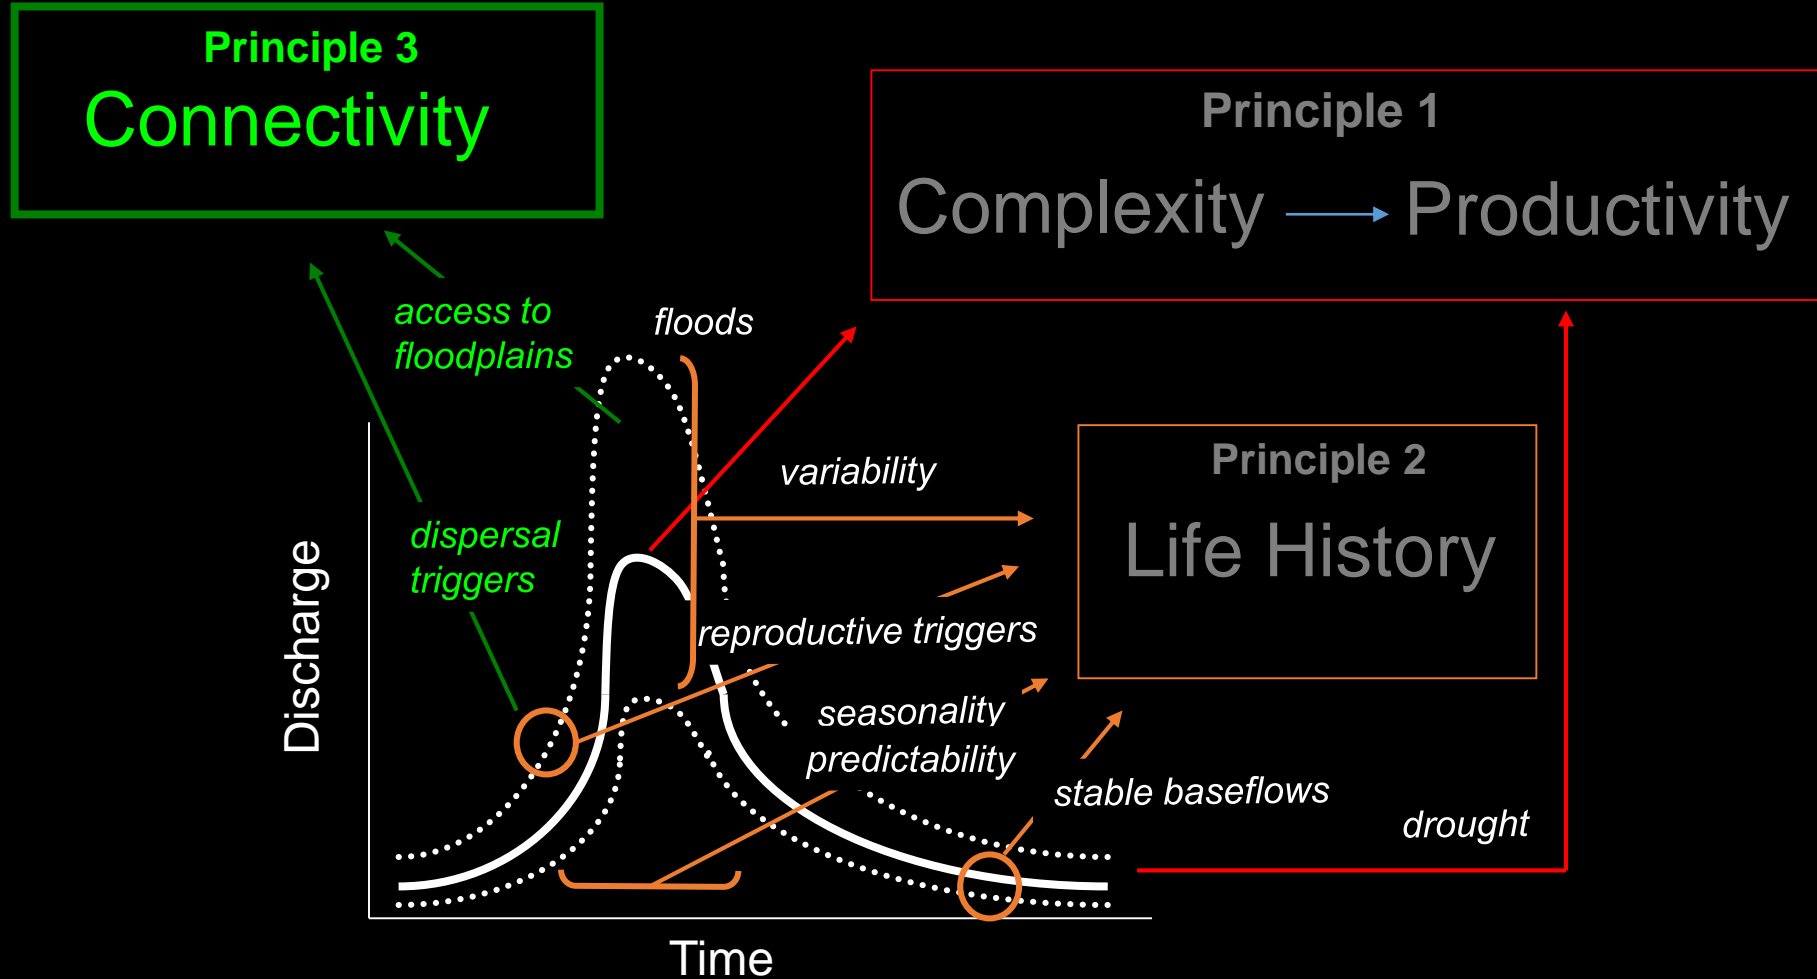 Principle 3
Connectivity
Principle 1
Complexity Productivity
access to
floodplains
floods
variability
Principle 2
Life History
dispersal
triggers
reproductive triggers
seasonality
predictability
stable baseflows
drought
Discharge
Time